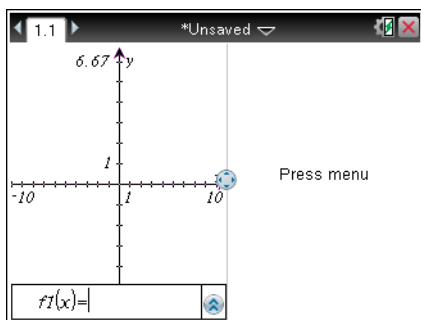 1.1 *Unsaved
6.67 y
1
-10 1 10
Press menu
f1(x)=